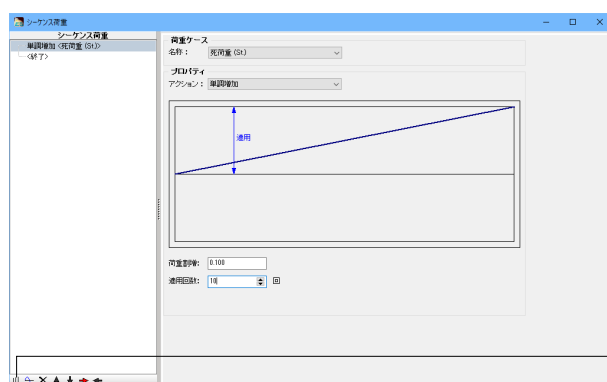 シーケンス荷重
シーケンス荷重
単調増加 〈死荷重 (St.)〉
〈終了〉
荷重ケース
名称： 死荷重 (St.)
プロパティ
アクション： 単調増加
適用
荷重割増: 0.100
適用回数: 10 回